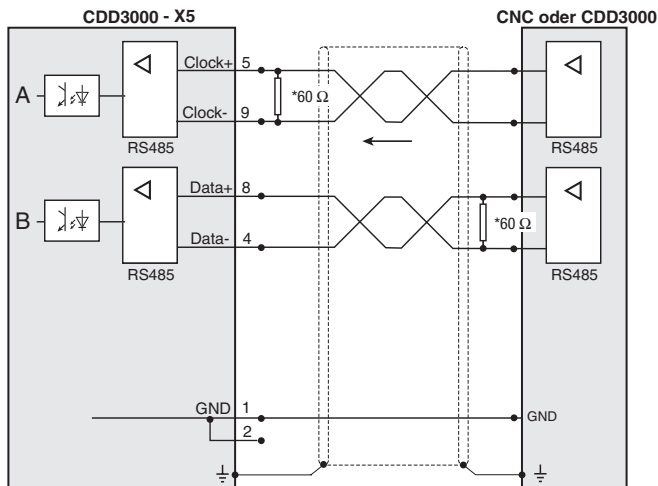 CDD3000 - X5
CNC oder CDD3000
A
Clock+ 5
Clock- 9
*60 Ω
RS485
RS485
B
Data+ 8
Data- 4
*60 Ω
RS485
RS485
GND 1
2
GND